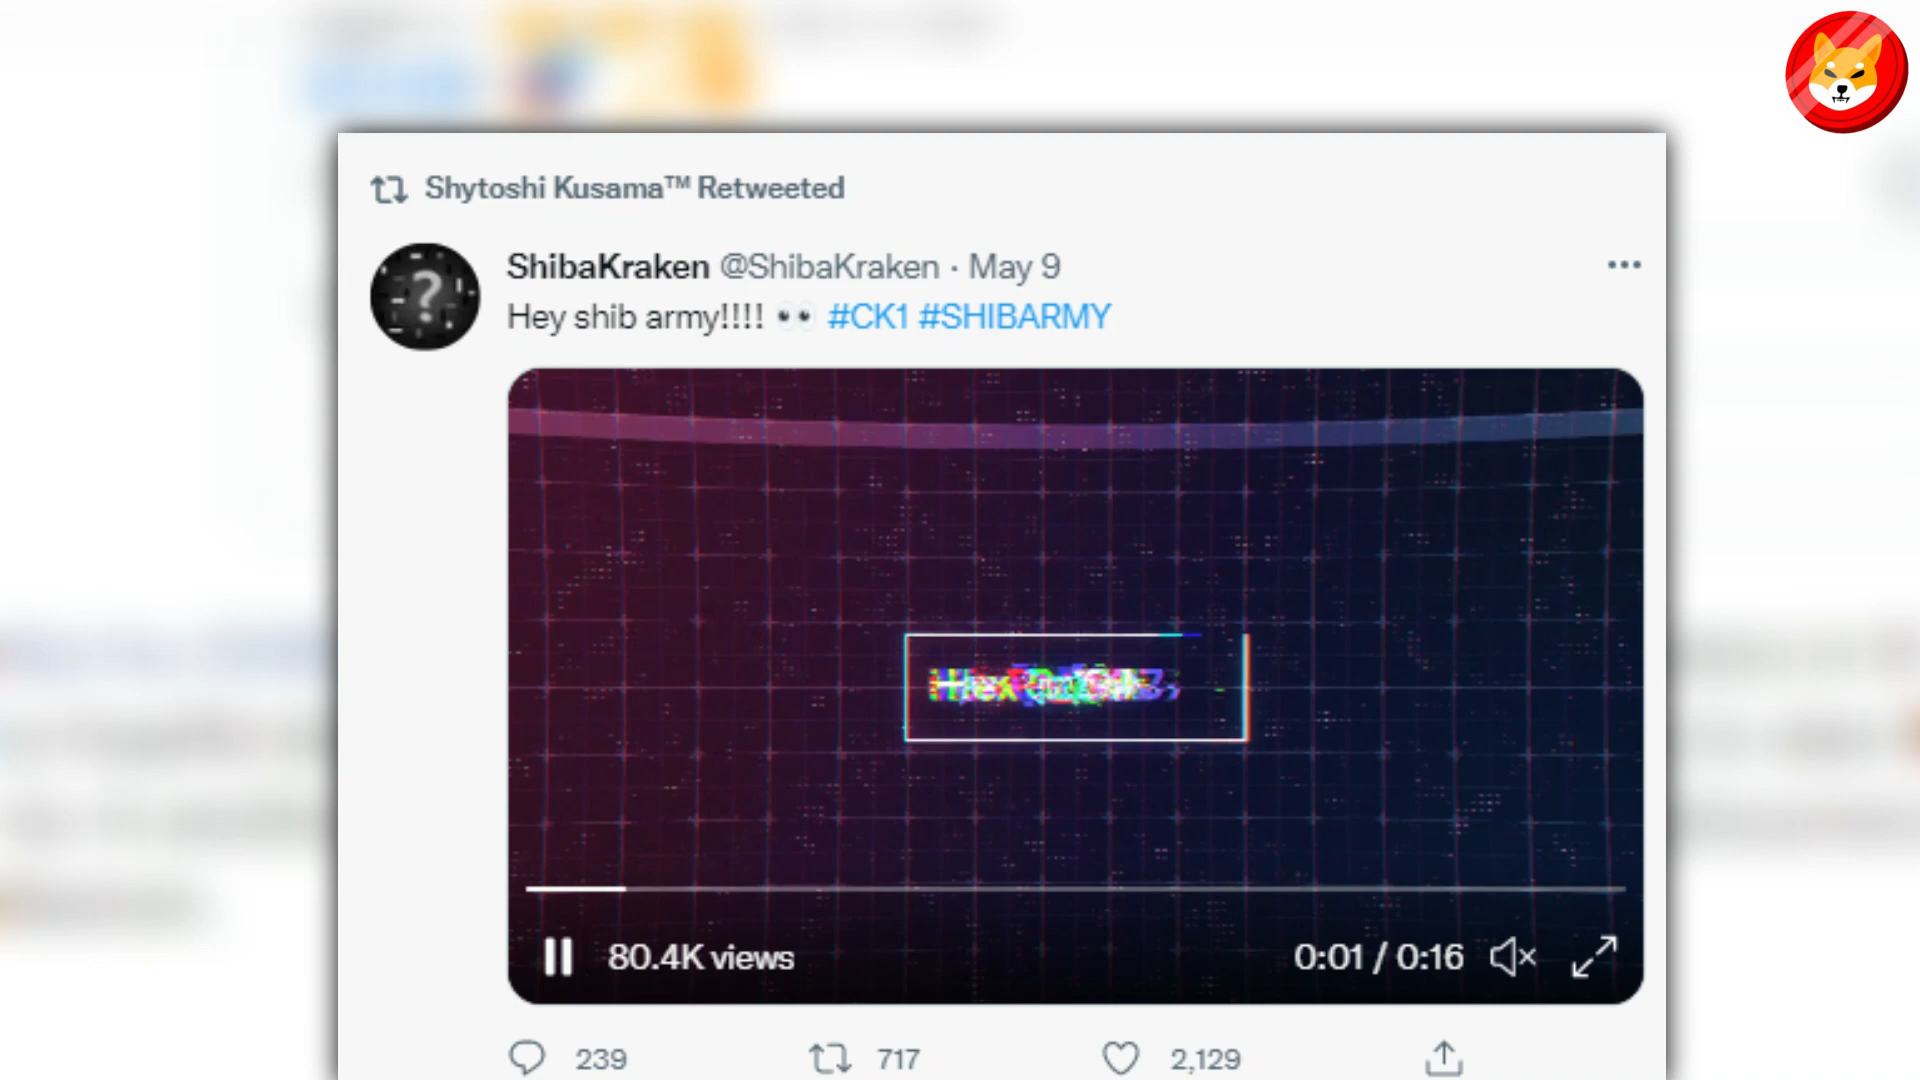 Shytoshi Kusama™ Retweeted
ShibaKraken @ShibaKraken · May 9
Hey shib army!!!! 👀 #CK1 #SHIBARMY
80.4K views
0:01 / 0:16
239 717 2,129